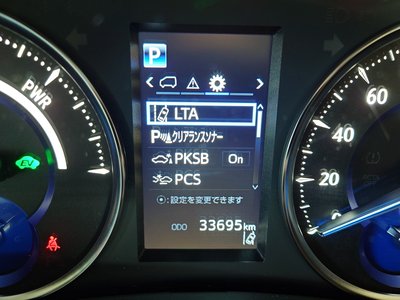 P
LTA
P クリアランスソナー
PKSB On
PCS
:設定を変更できます
ODO 33695 km
PWR
EV
60
40
20
0